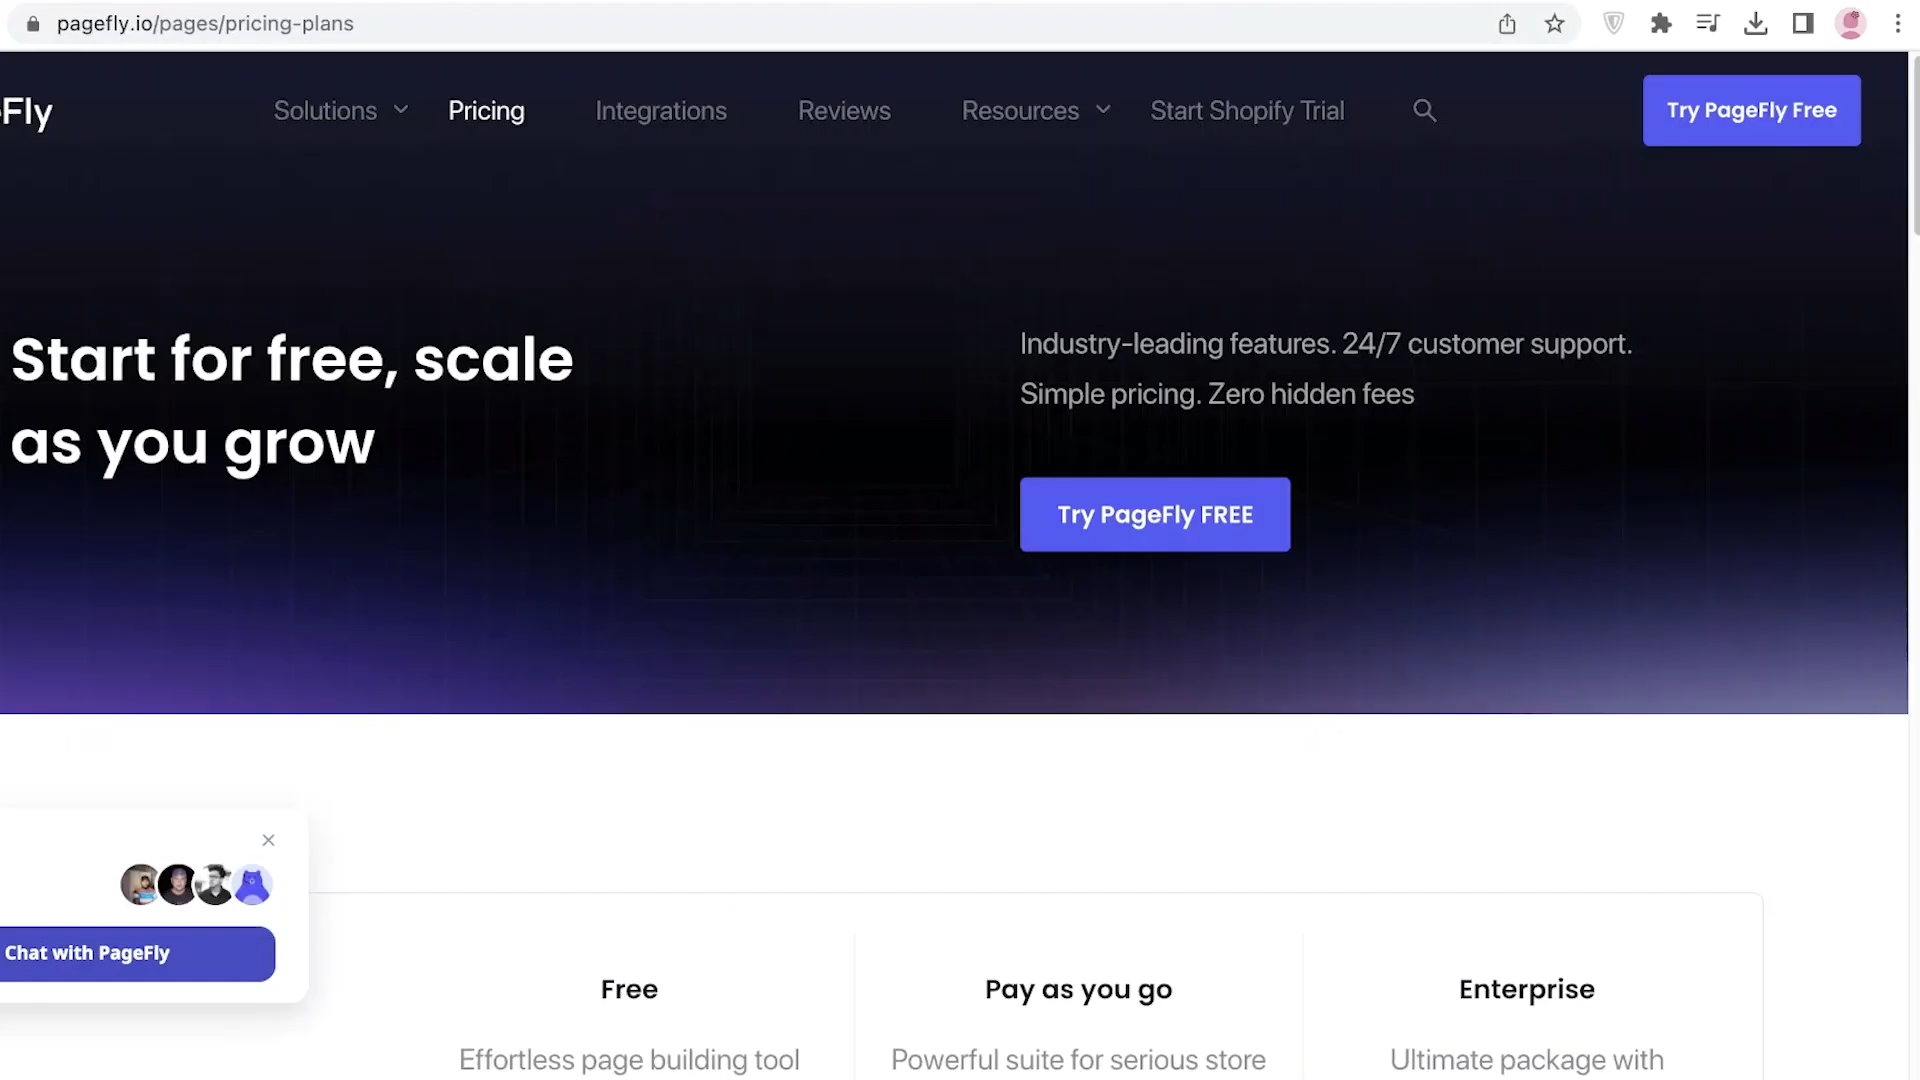 pagefly.io/pages/pricing-plans
Fly
Solutions Pricing Integrations Reviews Resources Start Shopify Trial
Try PageFly Free
Start for free, scale
as you grow
Industry-leading features. 24/7 customer support.
Simple pricing. Zero hidden fees
Try PageFly FREE
Chat with PageFly
Free
Effortless page building tool
Pay as you go
Powerful suite for serious store
Enterprise
Ultimate package with